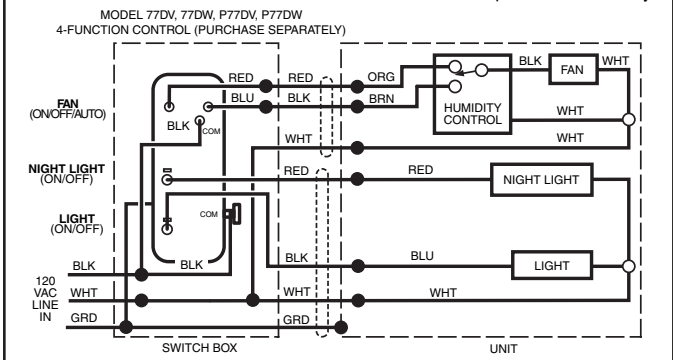 MODEL 77DV, 77DW, P77DV, P77DW
4-FUNCTION CONTROL (PURCHASE SEPARATELY)
RED RED ORG BLK FAN WHT
FAN
(ON/OFF/AUTO)
BLU BLK BRN
BLK COM
HUMIDITY
CONTROL
WHT
WHT WHT
NIGHT LIGHT
(ON/OFF)
RED RED NIGHT LIGHT
LIGHT
(ON/OFF)
COM
BLK BLK BLK BLU LIGHT
120
VAC
LINE
IN
WHT WHT WHT
GRD GRD
SWITCH BOX UNIT